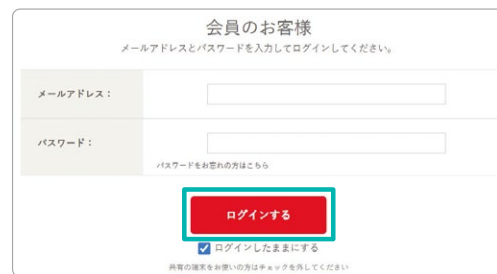 会員のお客様
メールアドレスとパスワードを入力してログインしてください。
メールアドレス：
パスワード：
パスワードをお忘れの方はこちら
ログインする
ログインしたままにする
共有の端末をお使いの方はチェックを外してください